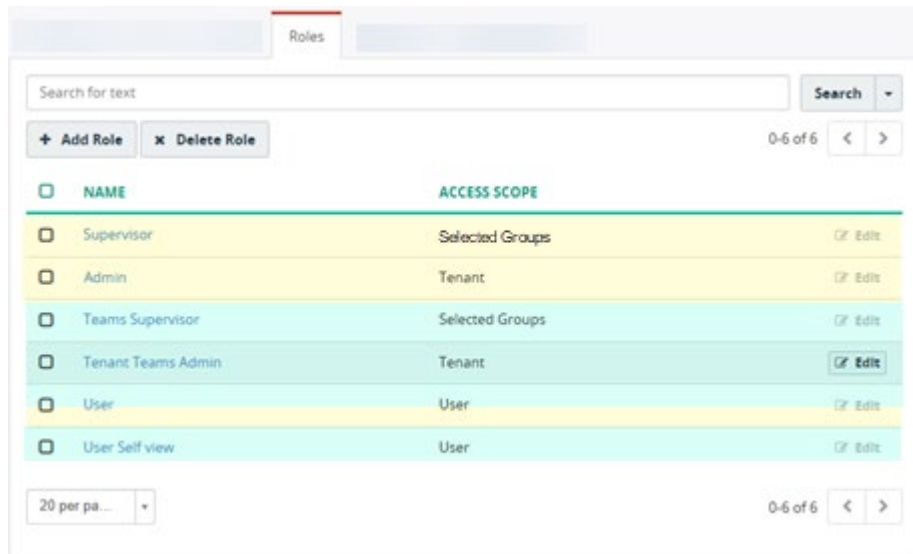 Roles
Search for text
Search
+ Add Role
x Delete Role
0-6 of 6 < >
NAME ACCESS SCOPE
Supervisor Selected Groups Edit
Admin Tenant Edit
Teams Supervisor Selected Groups Edit
Tenant Teams Admin Tenant Edit
User User Edit
User Self view User Edit
20 per pa... 0-6 of 6 < >